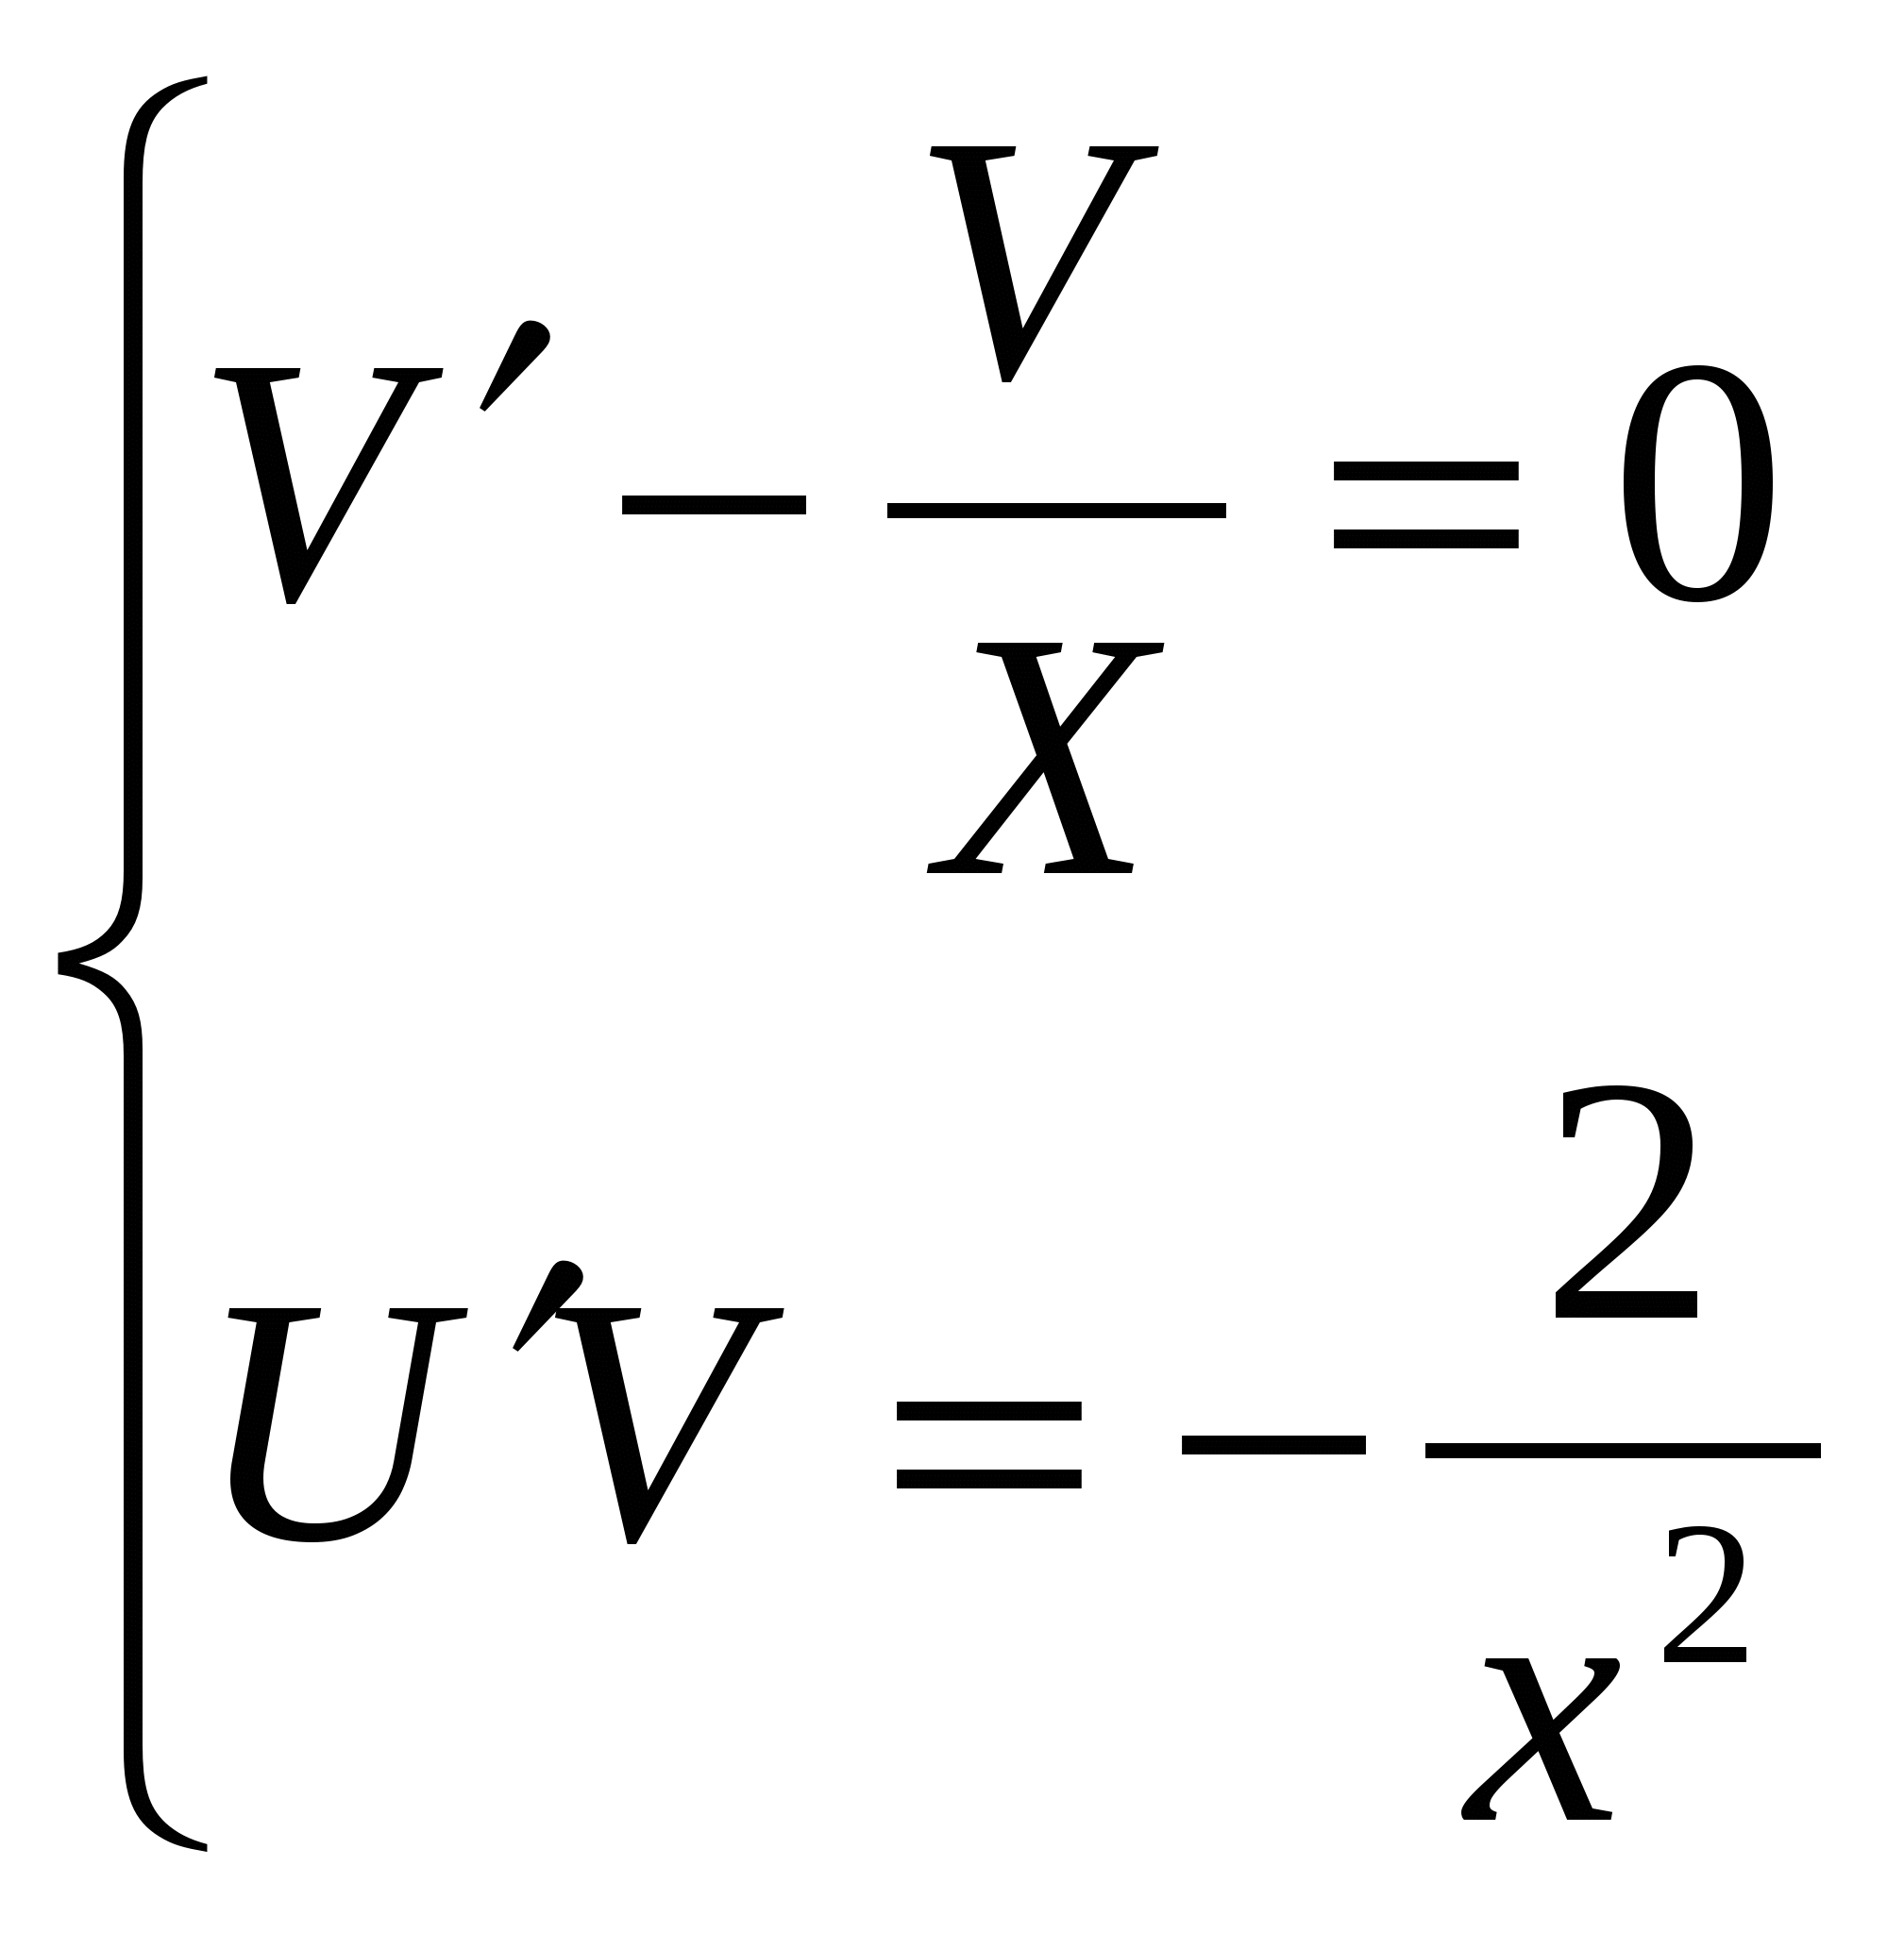 V′ − V/X = 0
U′V = − 2/x²